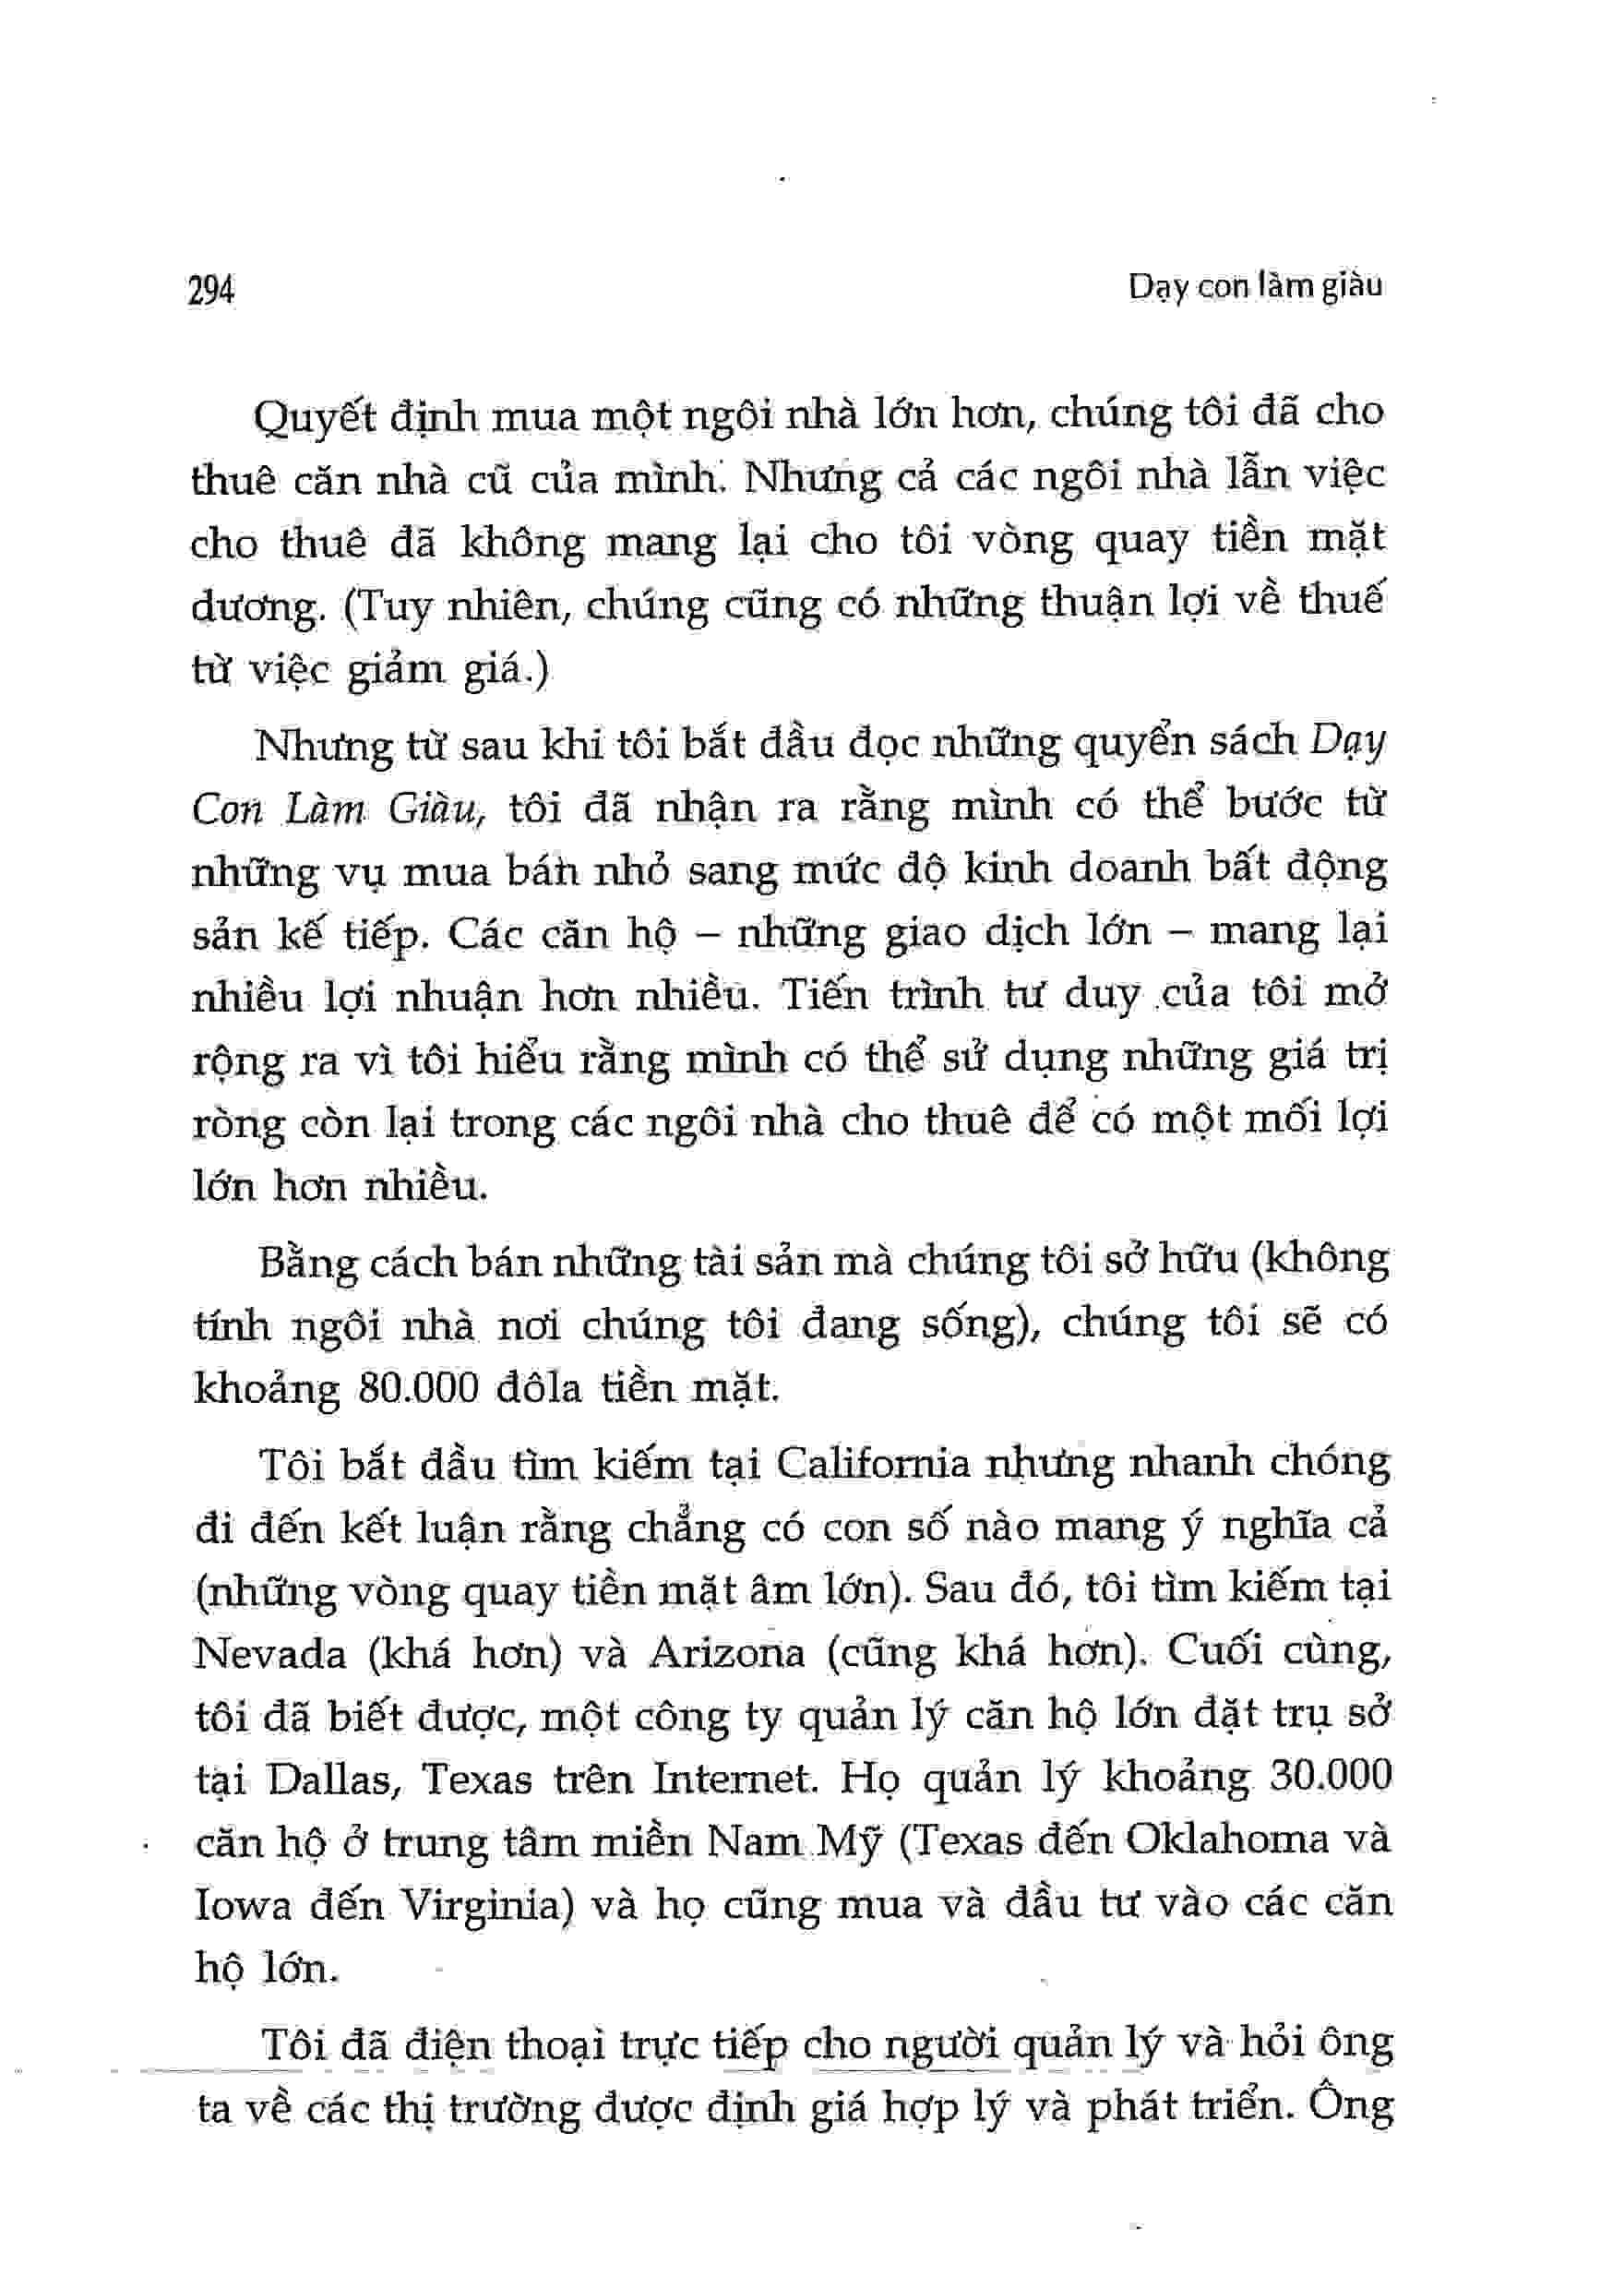 294
Dạy con làm giàu
Quyết định mua một ngôi nhà lớn hơn, chúng tôi đã cho
thuê căn nhà cũ của mình. Nhưng cả các ngôi nhà lẫn việc
cho thuê đã không mang lại cho tôi vòng quay tiền mặt
dương. (Tuy nhiên, chúng cũng có những thuận lợi về thuế
từ việc giảm giá.)
Nhưng từ sau khi tôi bắt đầu đọc những quyển sách Dạy
Con Làm Giàu, tôi đã nhận ra rằng mình có thể bước từ
những vụ mua bán nhỏ sang mức độ kinh doanh bất động
sản kế tiếp. Các căn hộ – những giao dịch lớn – mang lại
nhiều lợi nhuận hơn nhiều. Tiến trình tư duy của tôi mở
rộng ra vì tôi hiểu rằng mình có thể sử dụng những giá trị
ròng còn lại trong các ngôi nhà cho thuê để có một mối lợi
lớn hơn nhiều.
Bằng cách bán những tài sản mà chúng tôi sở hữu (không
tính ngôi nhà nơi chúng tôi đang sống), chúng tôi sẽ có
khoảng 80.000 đôla tiền mặt.
Tôi bắt đầu tìm kiếm tại California nhưng nhanh chóng
đi đến kết luận rằng chẳng có con số nào mang ý nghĩa cả
(những vòng quay tiền mặt âm lớn). Sau đó, tôi tìm kiếm tại
Nevada (khá hơn) và Arizona (cũng khá hơn). Cuối cùng,
tôi đã biết được, một công ty quản lý căn hộ lớn đặt trụ sở
tại Dallas, Texas trên Internet. Họ quản lý khoảng 30.000
căn hộ ở trung tâm miền Nam Mỹ (Texas đến Oklahoma và
Iowa đến Virginia) và họ cũng mua và đầu tư vào các căn
hộ lớn.
Tôi đã điện thoại trực tiếp cho người quản lý và hỏi ông
ta về các thị trường được định giá hợp lý và phát triển. Ông